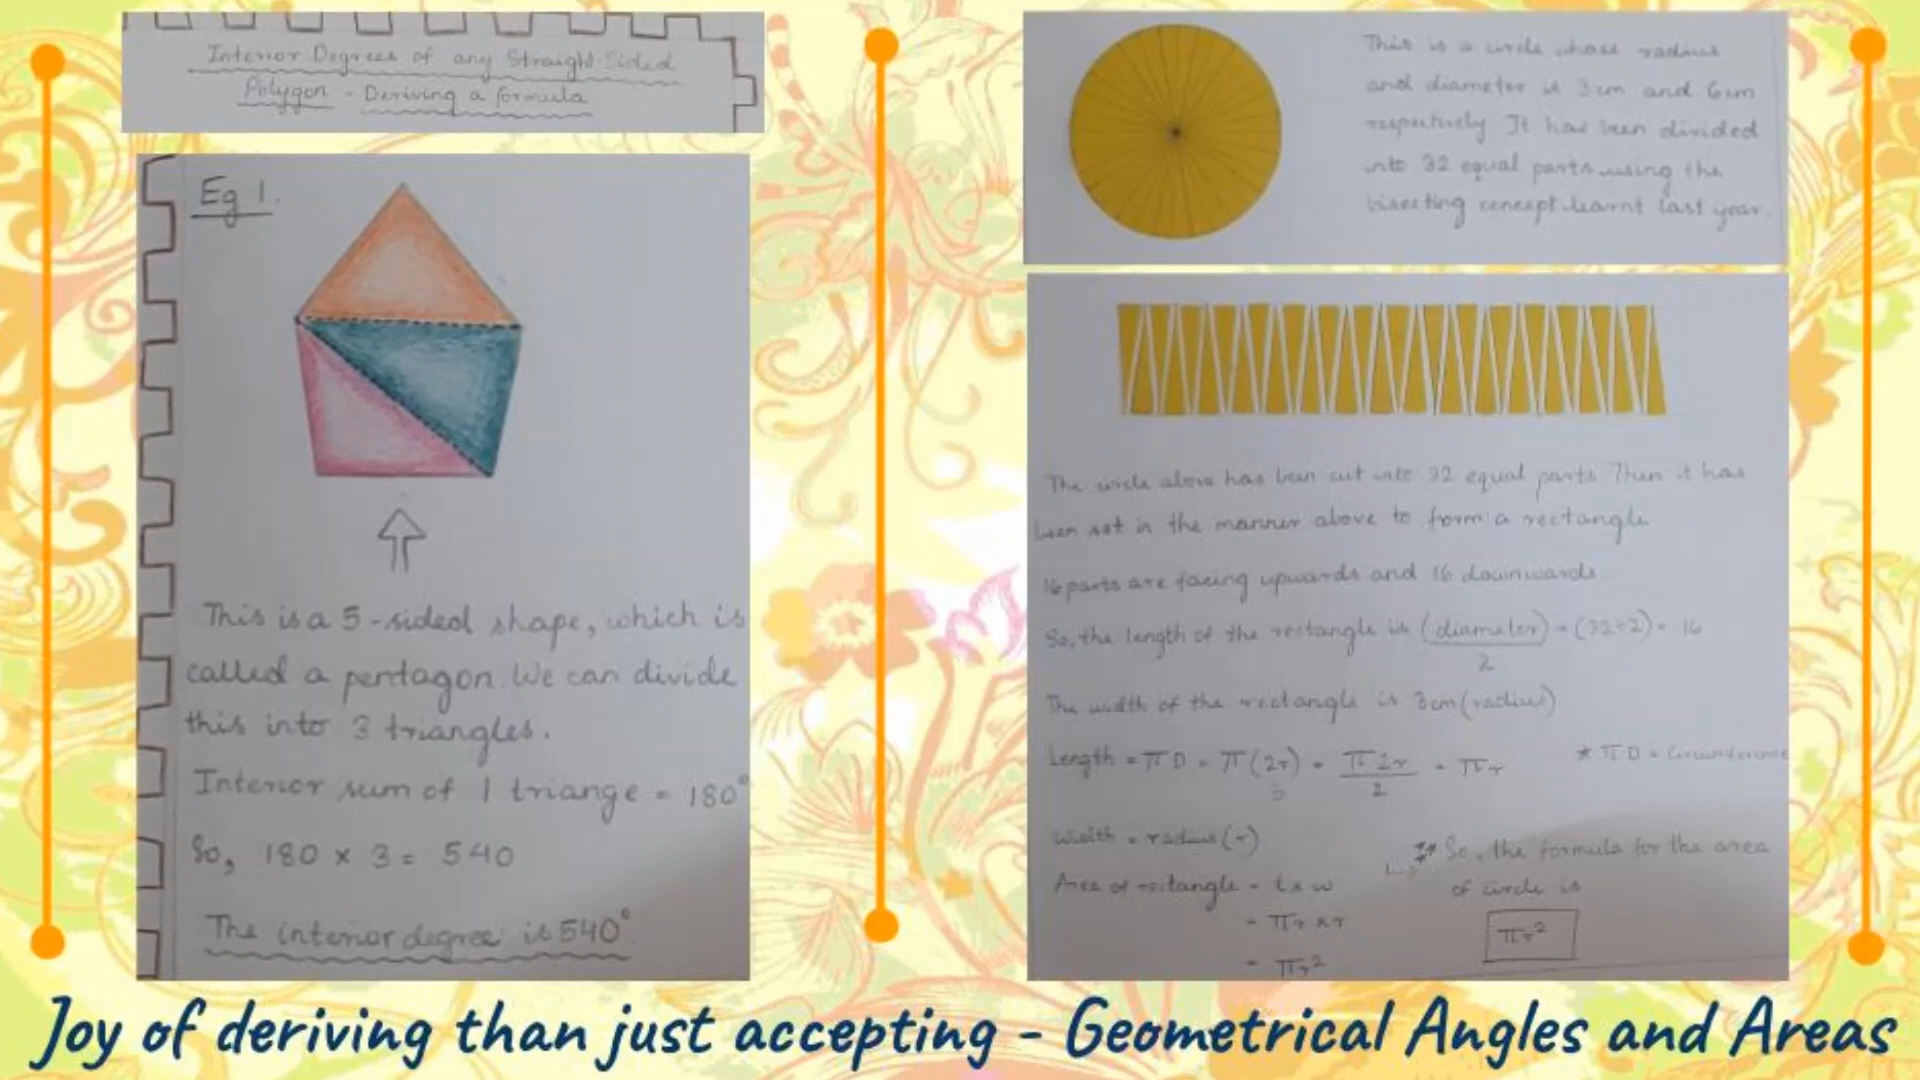 Interior Degrees of any Straight-Sided
Polygon - Deriving a formula
Eg 1.
This is a 5-sided shape, which is
called a pentagon. We can divide
this into 3 triangles.
Interior sum of 1 triange = 180°
So, 180 x 3 = 540
The interior degree is 540°
This is a circle whose radius
and diameter is 3cm and 6cm
respectively It has been divided
into 32 equal parts using the
bisecting concept learnt last year.
The circle above has been cut into 32 equal parts Then it has
been set in the manner above to form a rectangle
16 parts are facing upwards and 16 downwards
So, the length of the rectangle is (diameter)/2 = (32÷2) = 16
The width of the rectangle is 3cm (radius)
Length = πD = π(2r) = π2r/2 = πr
* πD = Circumference
Width = radius (r)
Area of rectangle = l x w
= πr x r
= πr²
So, the formula for the area
of circle is
πr²
Joy of deriving than just accepting - Geometrical Angles and Areas